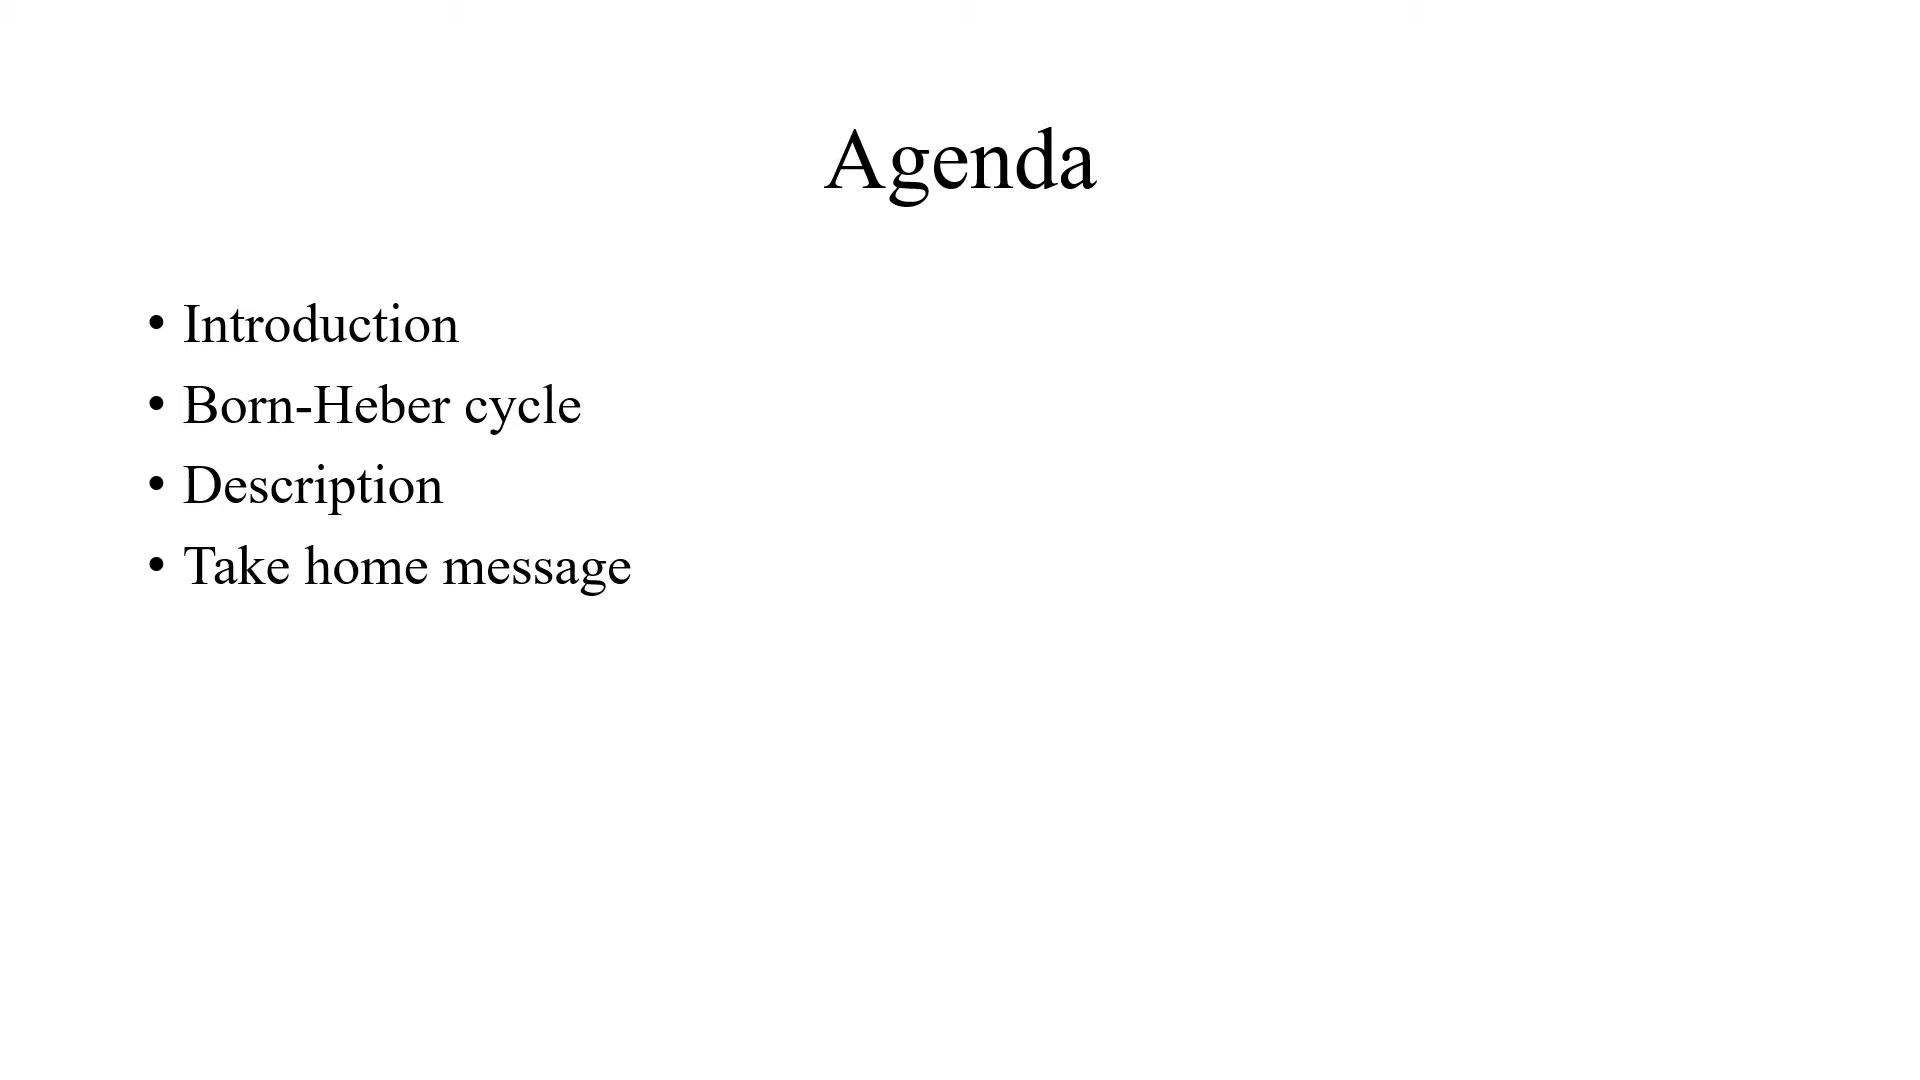 Agenda
• Introduction
• Born-Heber cycle
• Description
• Take home message